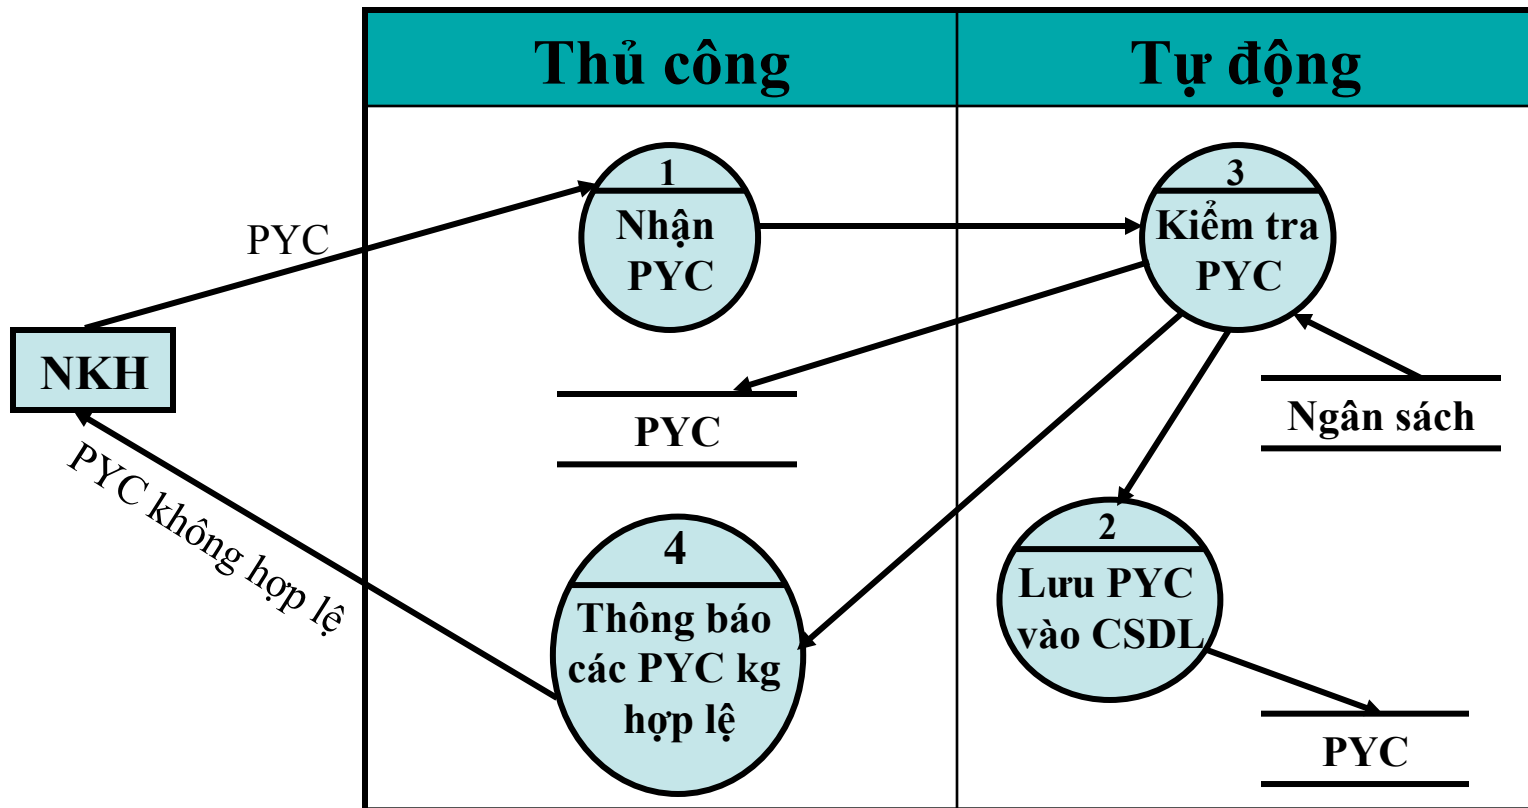 Thủ công
Tự động
1
Nhận
PYC
3
Kiểm tra
PYC
PYC
NKH
PYC
Ngân sách
PYC không hợp lệ
4
Thông báo
các PYC kg
hợp lệ
2
Lưu PYC
vào CSDL
PYC